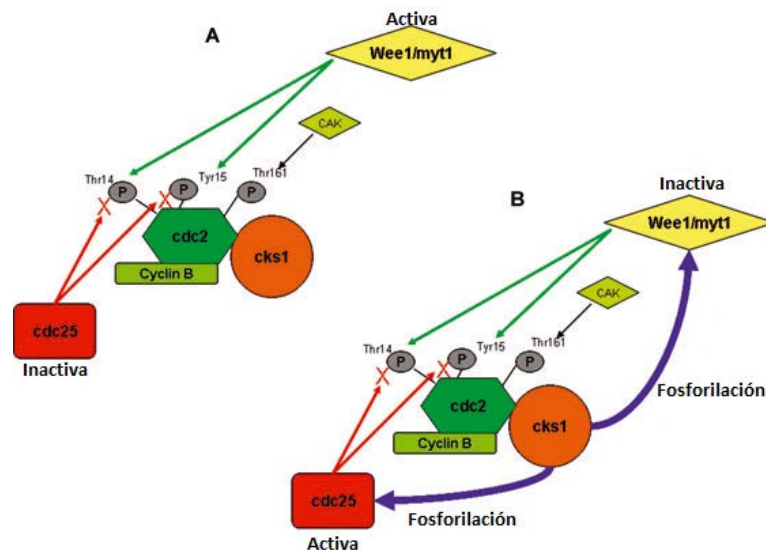 A
Activa
Wee1/myt1
CAK
Thr14
P
P
Tyr15
Thr161
P
cdc2
Cyclin B
cks1
cdc25
Inactiva
B
Inactiva
Wee1/myt1
CAK
Thr14
P
P
Tyr15
Thr161
P
cdc2
Cyclin B
cks1
Fosforilación
cdc25
Fosforilación
Activa